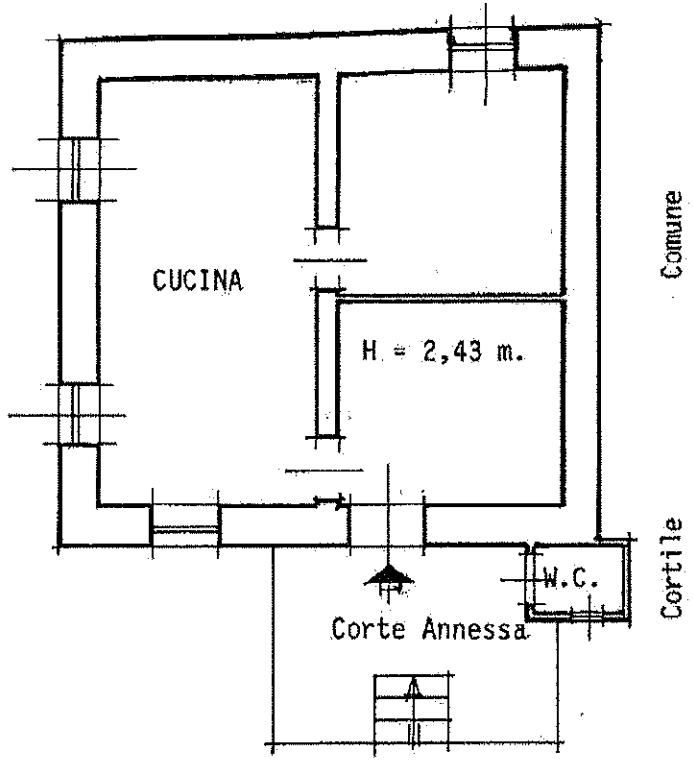 CUCINA
H = 2,43 m.
W.C.
Corte Annessa
Cortile Comune